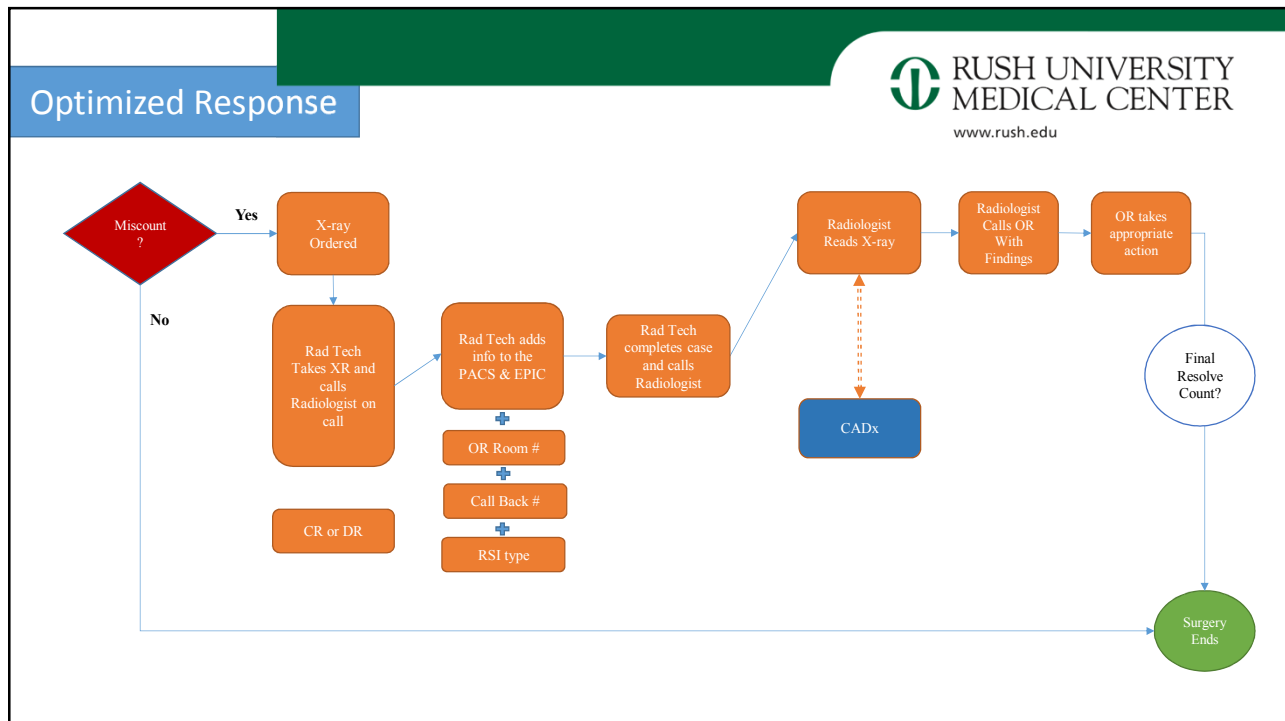 RUSH UNIVERSITY
MEDICAL CENTER
www.rush.edu
Optimized Response
Miscount
?
Yes
No
X-ray
Ordered
Rad Tech
Takes XR and
calls
Radiologist on
call
CR or DR
Rad Tech adds
info to the
PACS & EPIC
OR Room #
Call Back #
RSI type
Rad Tech
completes case
and calls
Radiologist
Radiologist
Reads X-ray
CADx
Radiologist
Calls OR
With
Findings
OR takes
appropriate
action
Final
Resolve
Count?
Surgery
Ends